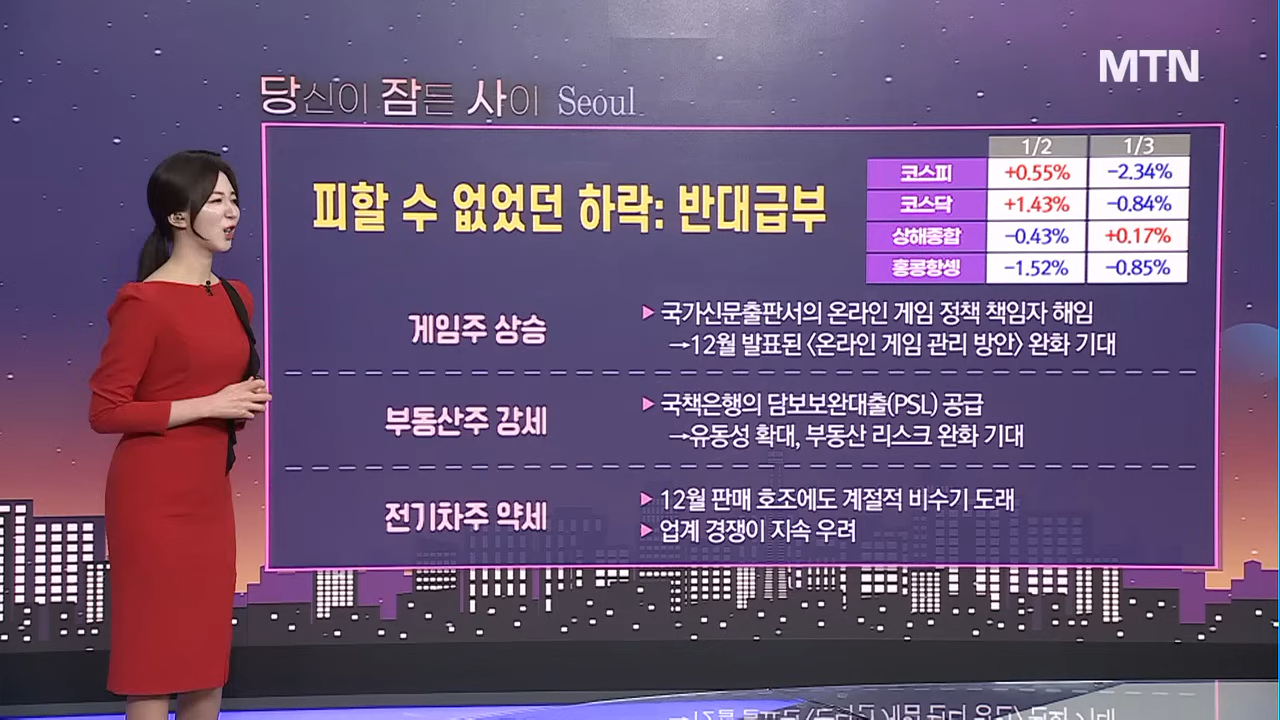 MTN
당신이 잠든 사이 Seoul
피할 수 없었던 하락: 반대급부
1/2 1/3
코스피 +0.55% -2.34%
코스닥 +1.43% -0.84%
상해종합 -0.43% +0.17%
홍콩항셍 -1.52% -0.85%
게임주 상승
▶ 국가신문출판서의 온라인 게임 정책 책임자 해임
→12월 발표된 〈온라인 게임 관리 방안〉 완화 기대
부동산주 강세
▶ 국책은행의 담보보완대출(PSL) 공급
→유동성 확대, 부동산 리스크 완화 기대
전기차주 약세
▶ 12월 판매 호조에도 계절적 비수기 도래
▶ 업계 경쟁이 지속 우려